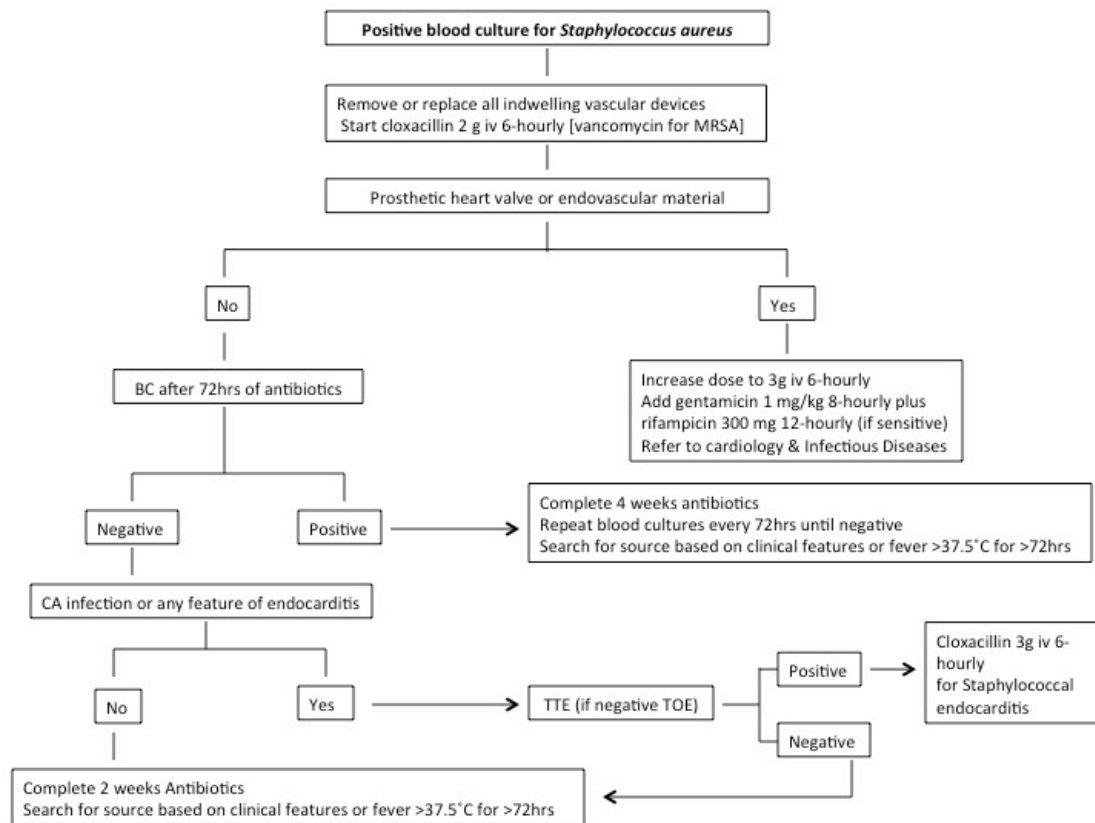 Positive blood culture for Staphylococcus aureus
Remove or replace all indwelling vascular devices
Start cloxacillin 2 g iv 6-hourly [vancomycin for MRSA]
Prosthetic heart valve or endovascular material
No
Yes
BC after 72hrs of antibiotics
Increase dose to 3g iv 6-hourly
Add gentamicin 1 mg/kg 8-hourly plus
rifampicin 300 mg 12-hourly (if sensitive)
Refer to cardiology & Infectious Diseases
Negative
Positive
Complete 4 weeks antibiotics
Repeat blood cultures every 72hrs until negative
Search for source based on clinical features or fever >37.5˚C for >72hrs
CA infection or any feature of endocarditis
No
Yes
TTE (if negative TOE)
Positive
Negative
Cloxacillin 3g iv 6-
hourly
for Staphylococcal
endocarditis
Complete 2 weeks Antibiotics
Search for source based on clinical features or fever >37.5˚C for >72hrs